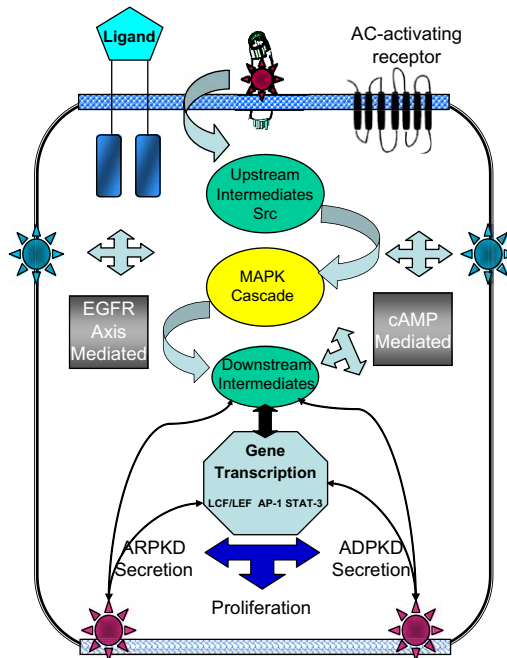 Ligand
AC-activating
receptor
Upstream
Intermediates
Src
MAPK
Cascade
EGFR
Axis
Mediated
cAMP
Mediated
Downstream
Intermediates
Gene
Transcription
LCF/LEF AP-1 STAT-3
ARPKD
Secretion
ADPKD
Secretion
Proliferation